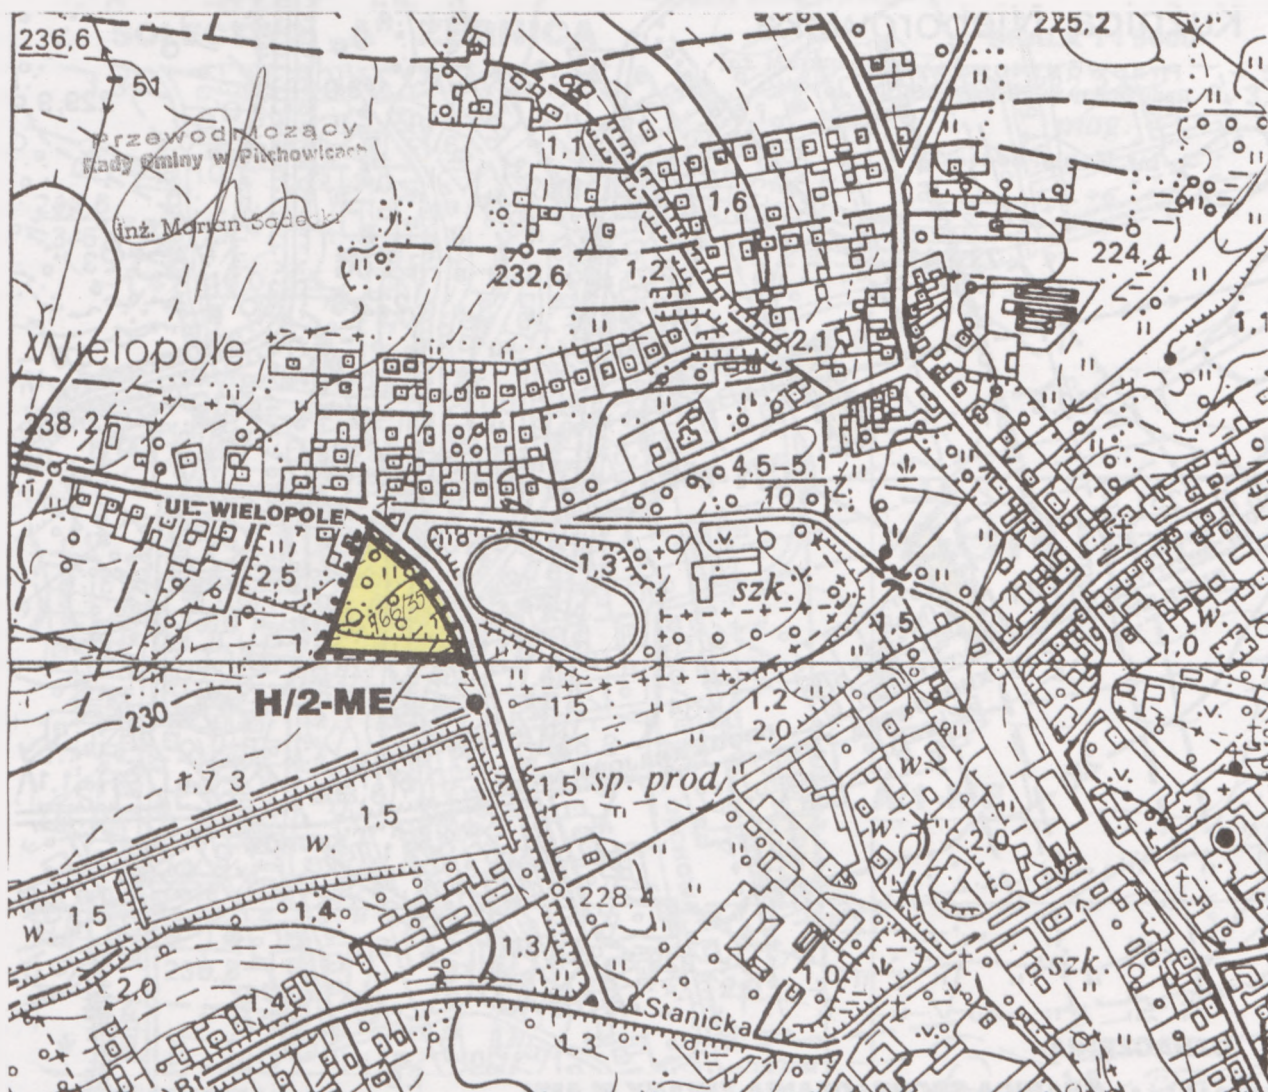 236,6
225,2
51
Przewodniczący
Rady Gminy w Pilchowicach
inż. Marian Sadecki
1,1
1,6
232,6
1,2
224,4
1,1
Wielopole
2,1
238,2
4.5–5.1
10
Z.
UL. WIELOPOLE
1,3
2,5
szk.
166/35
1,5
w
1,0
H/2-ME
230
1,5
1,2
2,0
1.7 3
1,5
sp. prod.
w.
1,5
w.
w
2,0
228,4
1.4
1,5
w.
1,3
1,0
szk.
2,0
1,4
Stanicka
1,3